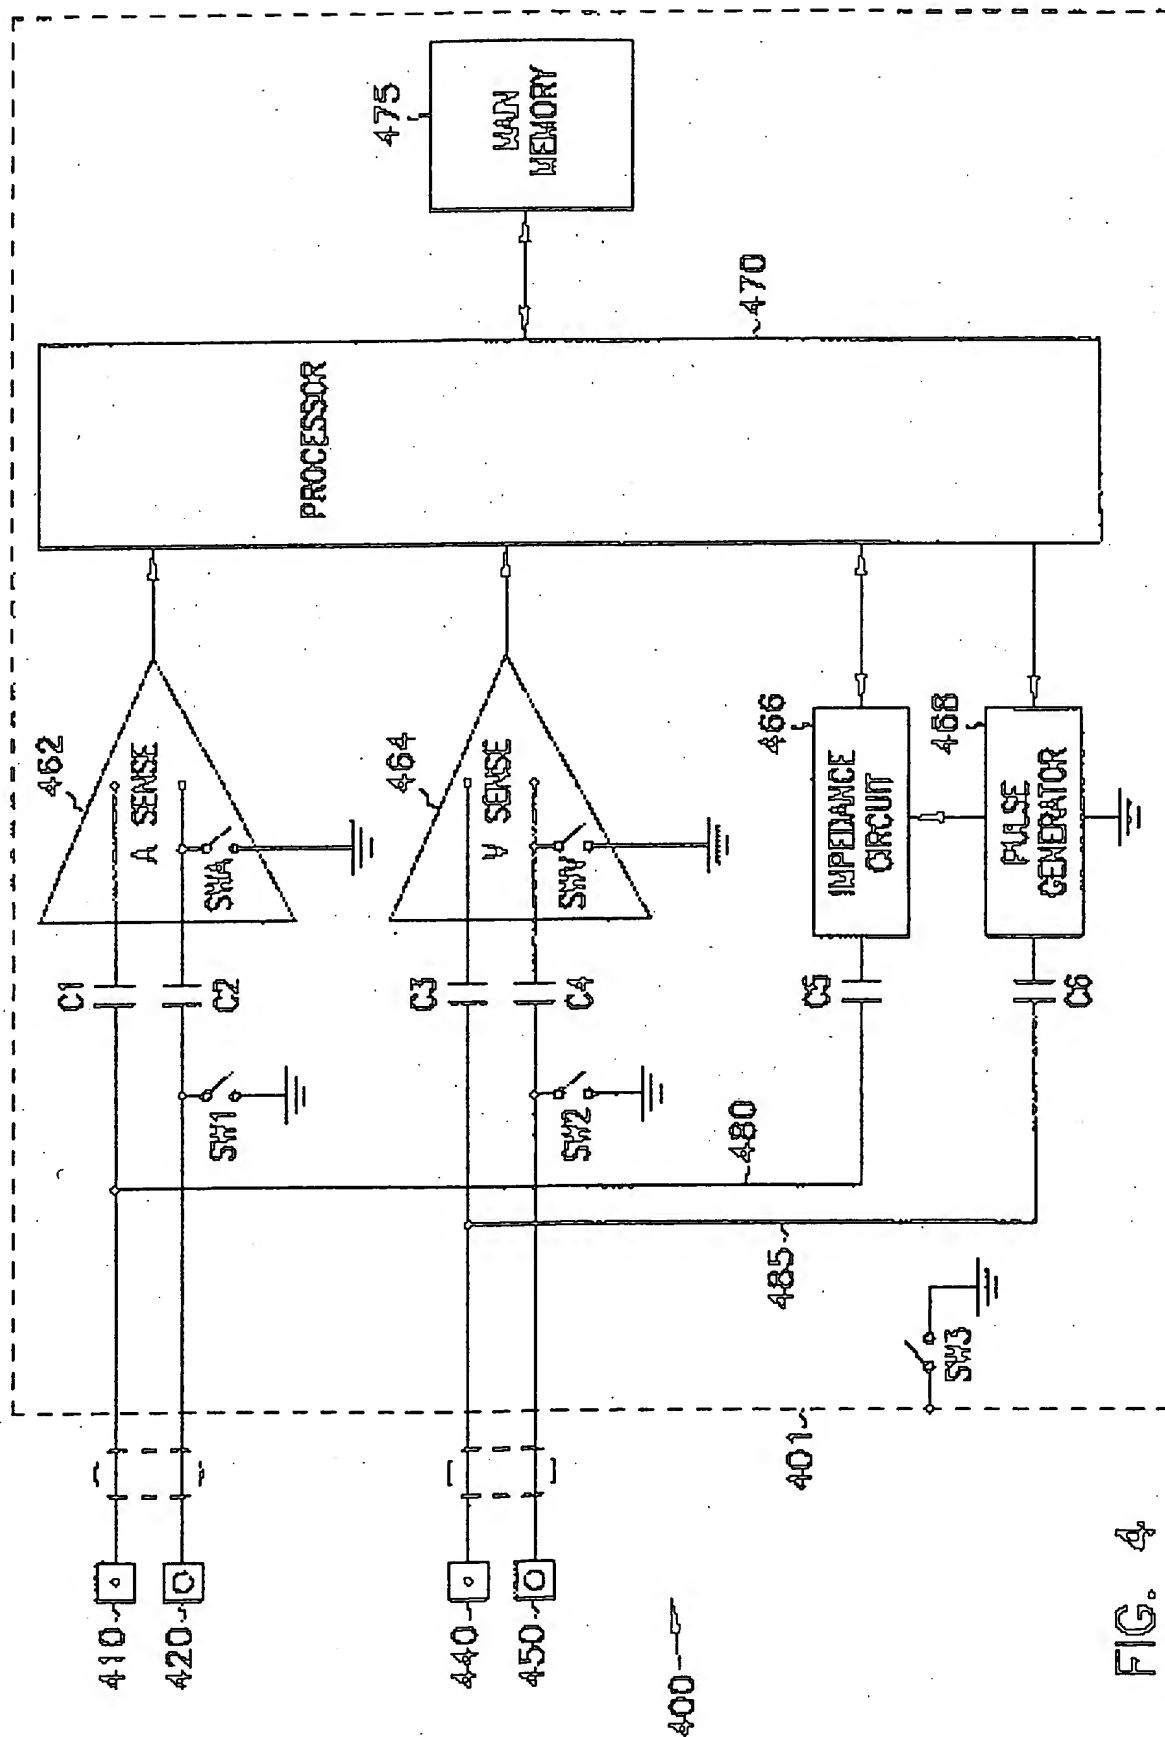 475
MAIN
MEMORY
470
PROCESSOR
462
A SENSE
SWA
464
V SENSE
SWV
466
IMPEDANCE
CIRCUIT
468
PULSE
GENERATOR
C1
C2
C3
C4
C5
C6
SW1
SW2
480
485
SW3
401
410
420
440
450
400
FIG. 4